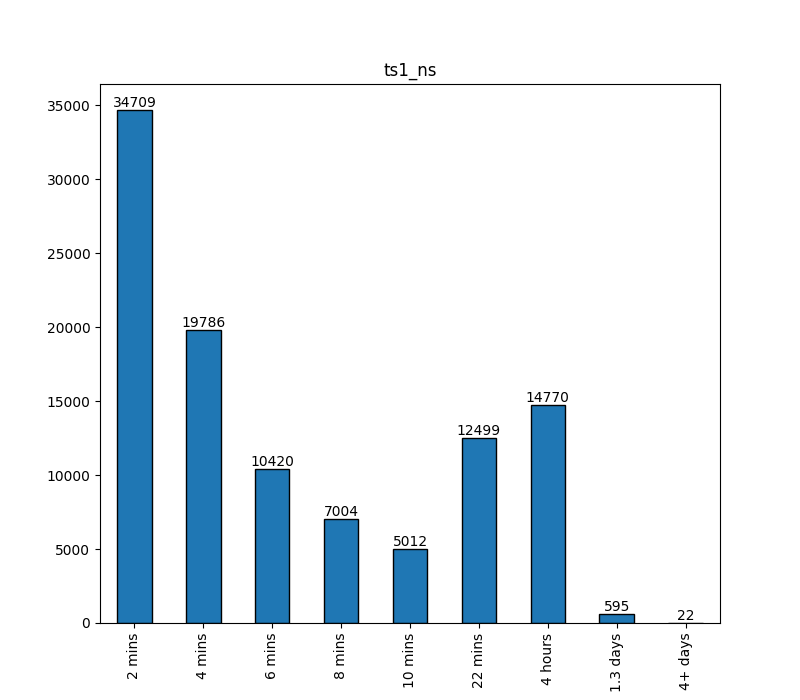 ts1_ns
35000
30000
25000
20000
15000
10000
5000
0
34709
19786
10420
7004
5012
12499
14770
595
22
2 mins
4 mins
6 mins
8 mins
10 mins
22 mins
4 hours
1.3 days
4+ days